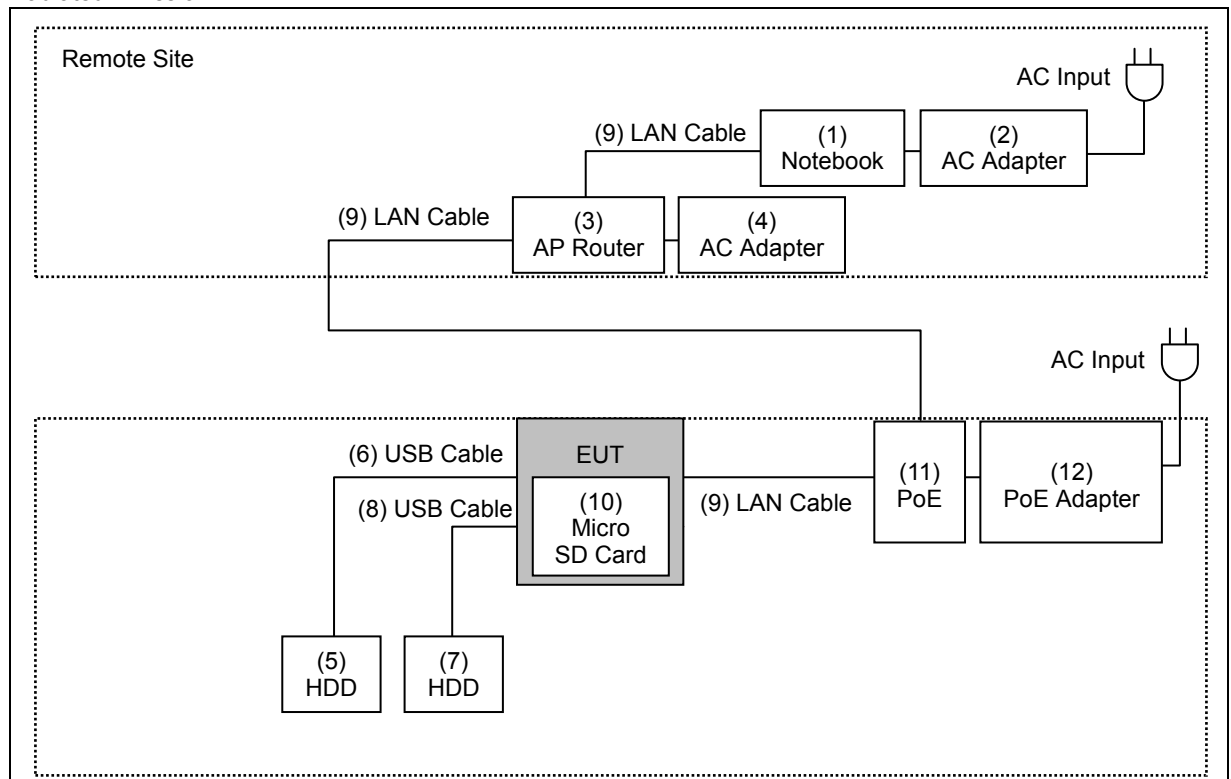 Remote Site
AC Input
(9) LAN Cable
(1)
Notebook
(2)
AC Adapter
(9) LAN Cable
(3)
AP Router
(4)
AC Adapter
AC Input
(6) USB Cable
EUT
(8) USB Cable
(10)
Micro
SD Card
(9) LAN Cable
(11)
PoE
(12)
PoE Adapter
(5)
HDD
(7)
HDD